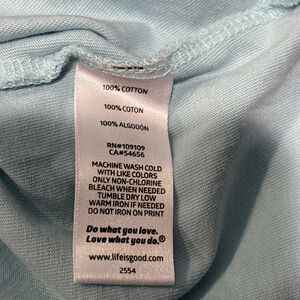 100% COTTON
100% COTON
100% ALGODÓN
RN#109109
CA#54656
MACHINE WASH COLD
WITH LIKE COLORS
ONLY NON-CHLORINE
BLEACH WHEN NEEDED
TUMBLE DRY LOW
WARM IRON IF NEEDED
DO NOT IRON ON PRINT
Do what you love.
Love what you do.®
www.lifeisgood.com
2554